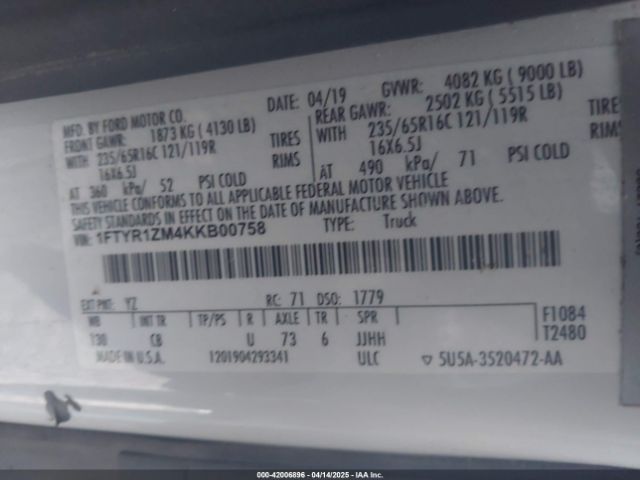 MFD. BY FORD MOTOR CO.
DATE: 04/19
GVWR: 4082 KG ( 9000 LB)
FRONT GAWR: 1873 KG ( 4130 LB)
REAR GAWR: 2502 KG ( 5515 LB)
WITH 235/65R16C 121/119R TIRES
WITH 235/65R16C 121/119R TIRES
16X6.5J RIMS
16X6.5J RIMS
AT 360 kPa/ 52 PSI COLD
AT 490 kPa/ 71 PSI COLD
THIS VEHICLE CONFORMS TO ALL APPLICABLE FEDERAL MOTOR VEHICLE
SAFETY STANDARDS IN EFFECT ON THE DATE OF MANUFACTURE SHOWN ABOVE.
VIN: 1FTYR1ZM4KKB00758
TYPE: Truck
EXT PNT: YZ RC: 71 DSO: 1779
WB INT TR TP/PS R AXLE TR SPR F1084
130 CB U 73 6 JJHH T2480
MADE IN U.S.A. 1201904293341 ULC ▽ 5U5A-3520472-AA
000-42006896 - 04/14/2025 - IAA Inc.